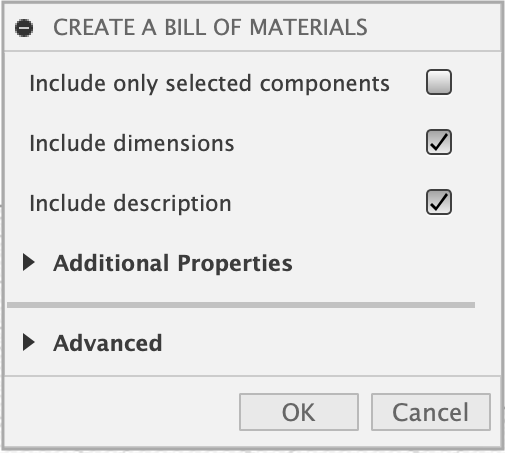 CREATE A BILL OF MATERIALS
Include only selected components
Include dimensions
Include description
Additional Properties
Advanced
OK Cancel